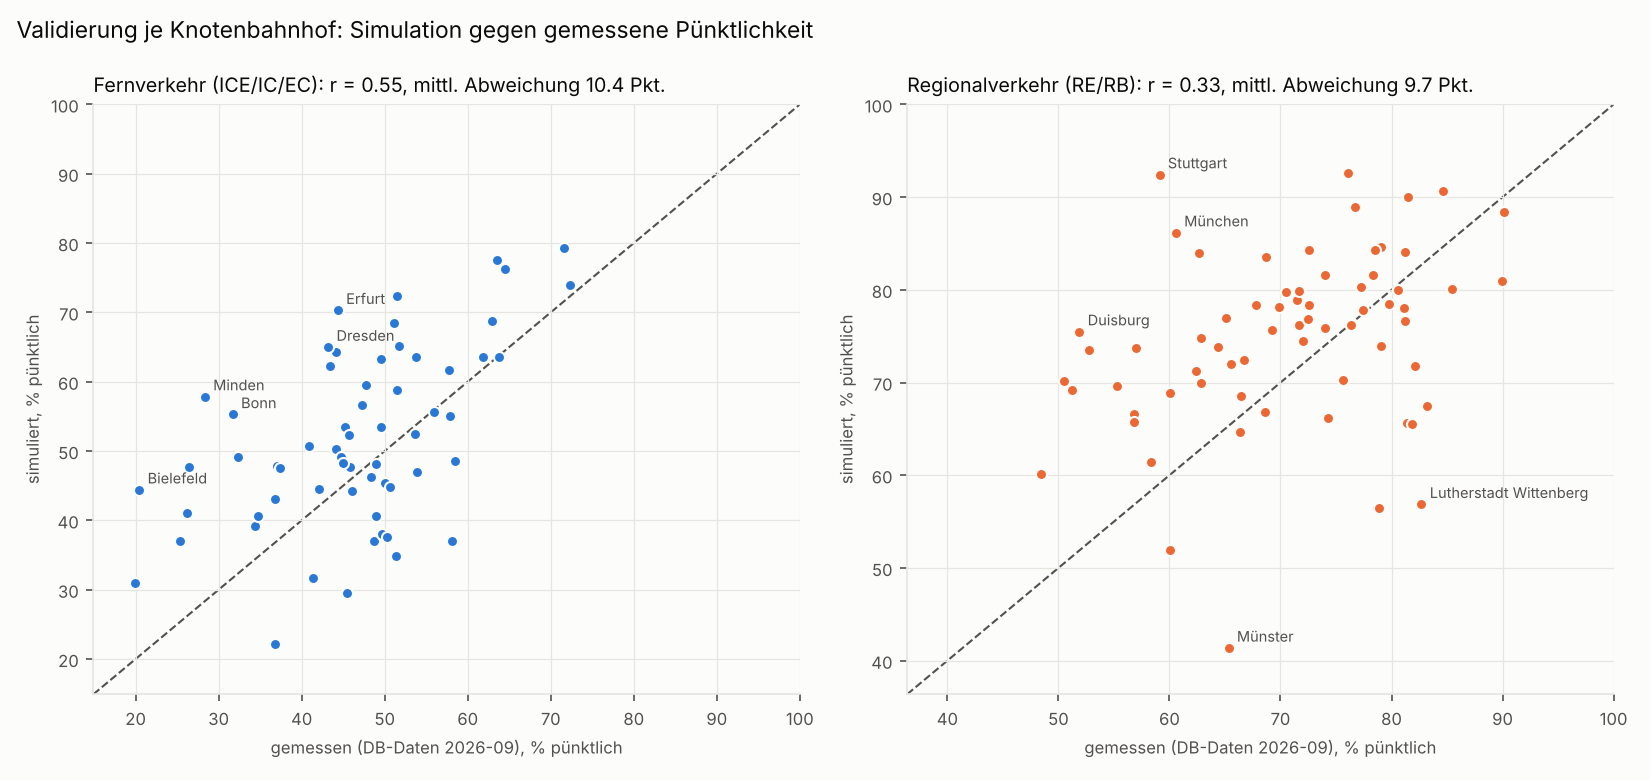 Validierung je Knotenbahnhof: Simulation gegen gemessene Pünktlichkeit
Fernverkehr (ICE/IC/EC): r = 0.55, mittl. Abweichung 10.4 Pkt.
100
90
80
70
60
50
40
30
20
simuliert, % pünktlich
Erfurt
Dresden
Minden
Bonn
Bielefeld
20 30 40 50 60 70 80 90 100
gemessen (DB-Daten 2026-09), % pünktlich
Regionalverkehr (RE/RB): r = 0.33, mittl. Abweichung 9.7 Pkt.
100
90
80
70
60
50
40
simuliert, % pünktlich
Stuttgart
München
Duisburg
Lutherstadt Wittenberg
Münster
40 50 60 70 80 90 100
gemessen (DB-Daten 2026-09), % pünktlich